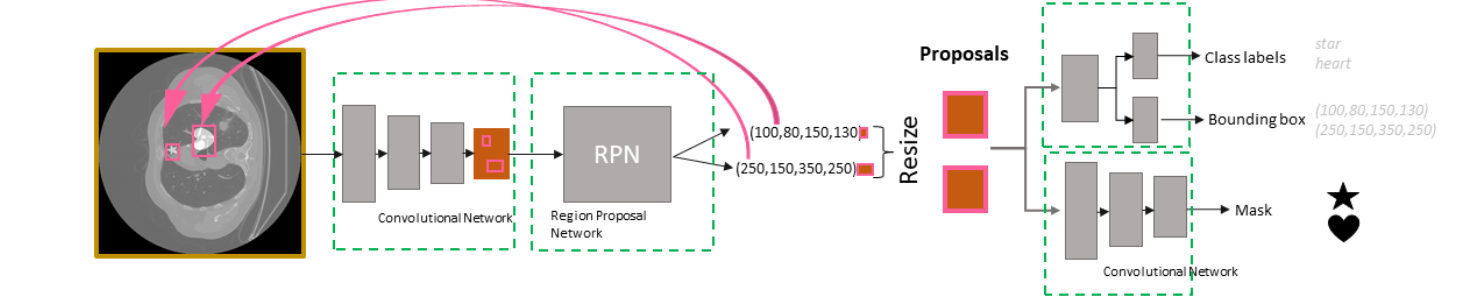 Convolutional Network
RPN
Region Proposal
Network
(100,80,150,130)
(250,150,350,250)
Resize
Proposals
Class labels
star
heart
Bounding box
(100,80,150,130)
(250,150,350,250)
Mask
Convolutional Network